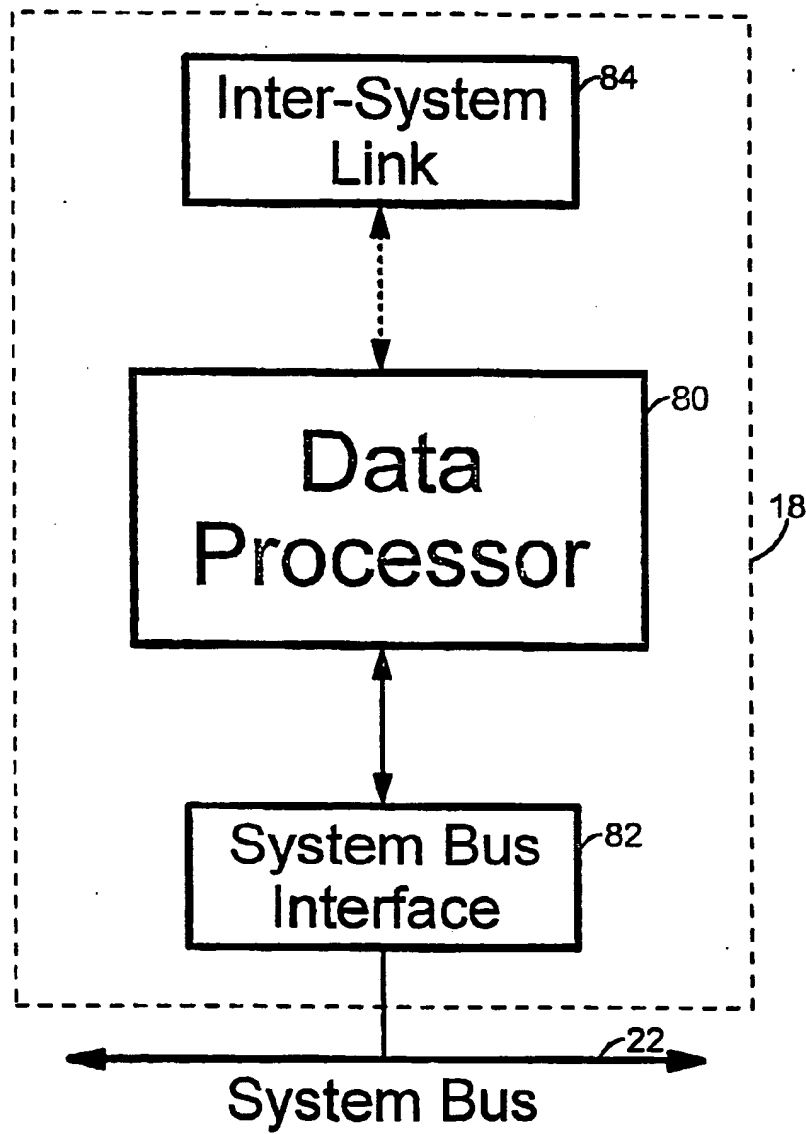 Inter-System
Link
84
Data
Processor
80
18
System Bus
Interface
82
22
System Bus